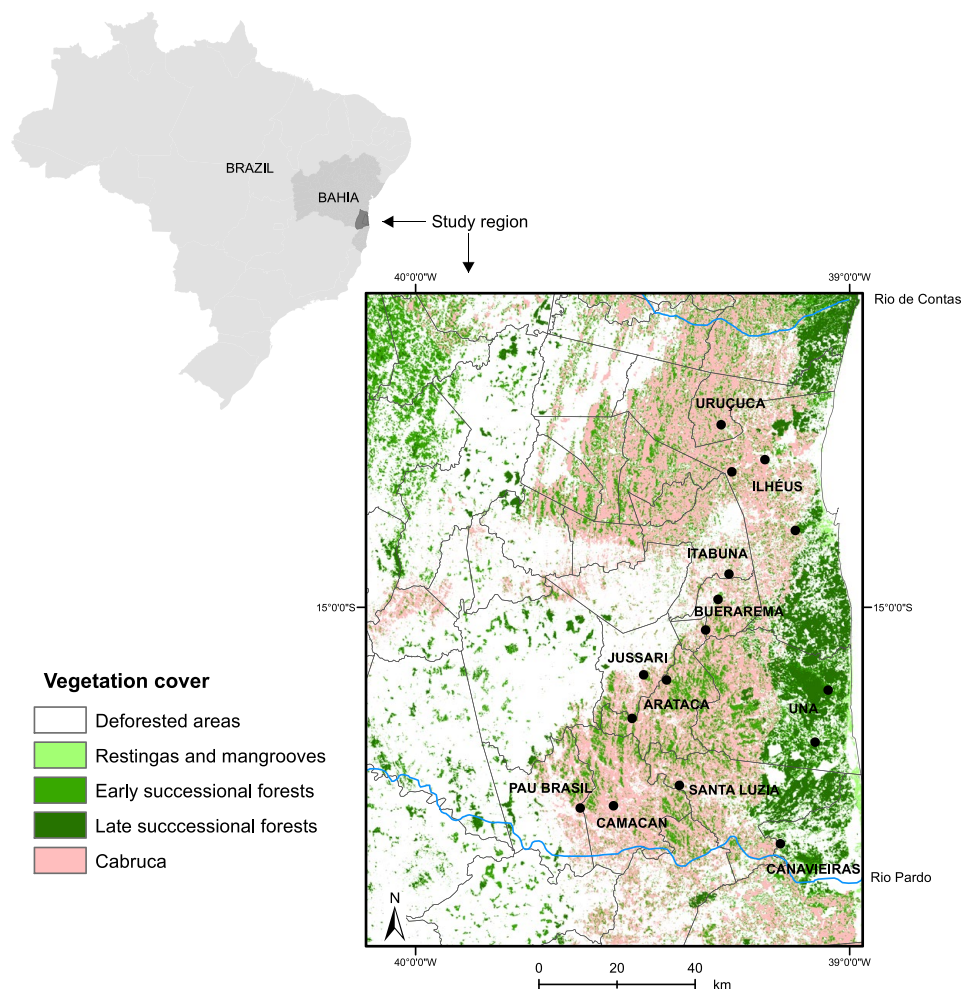 BRAZIL
BAHIA
Study region
40°0'0"W
39°0'0"W
Rio de Contas
URUÇUCA
ILHÉUS
ITABUNA
15°0'0"S
15°0'0"S
BUERAREMA
JUSSARI
ARATACA
UNA
PAU BRASIL
SANTA LUZIA
CAMACAN
CANAVIEIRAS
Rio Pardo
Vegetation cover
Deforested areas
Restingas and mangrooves
Early successional forests
Late succcessional forests
Cabruca
N
40°0'0"W
39°0'0"W
0 20 40
km